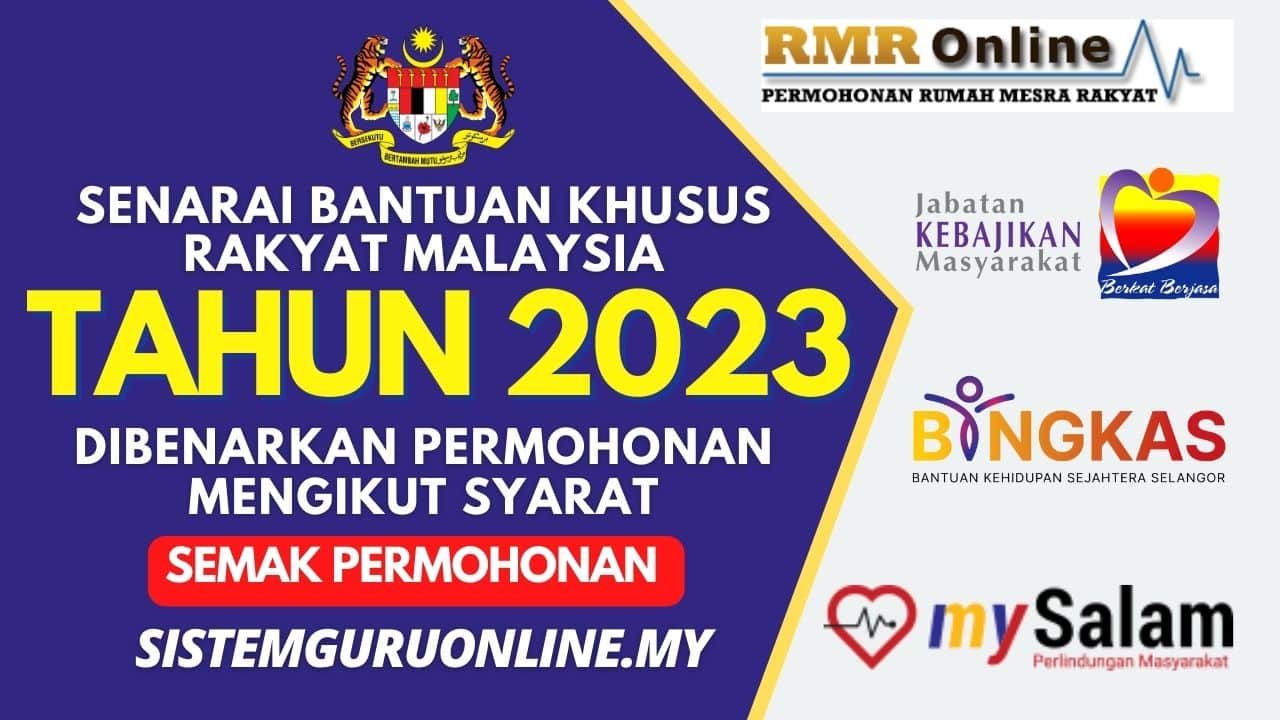 BERSEKUTU
BERTAMBAH MUTU
SENARAI BANTUAN KHUSUS
RAKYAT MALAYSIA
TAHUN 2023
DIBENARKAN PERMOHONAN
MENGIKUT SYARAT
SEMAK PERMOHONAN
SISTEMGURUONLINE.MY
RMR Online
PERMOHONAN RUMAH MESRA RAKYAT
Jabatan
KEBAJIKAN
Masyarakat
Berkat Berjasa
BINGKAS
BANTUAN KEHIDUPAN SEJAHTERA SELANGOR
mySalam
Perlindungan Masyarakat